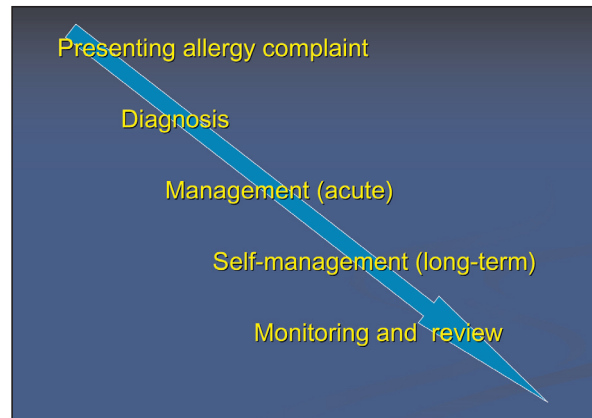 Presenting allergy complaint
Diagnosis
Management (acute)
Self-management (long-term)
Monitoring and  review